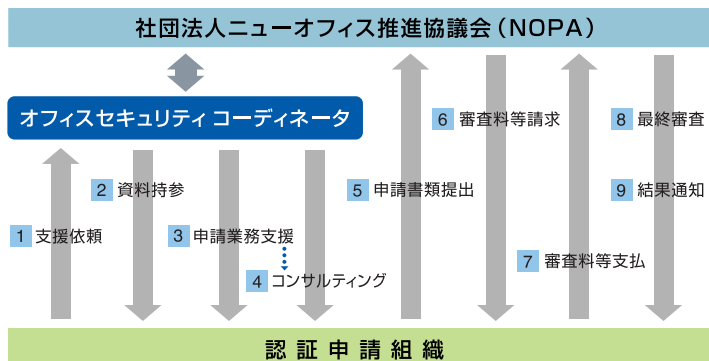 社団法人ニューオフィス推進協議会(NOPA)
オフィスセキュリティコーディネータ
1 支援依頼
2 資料持参
3 申請業務支援
4 コンサルティング
5 申請書類提出
6 審査料等請求
7 審査料等支払
8 最終審査
9 結果通知
認証申請組織